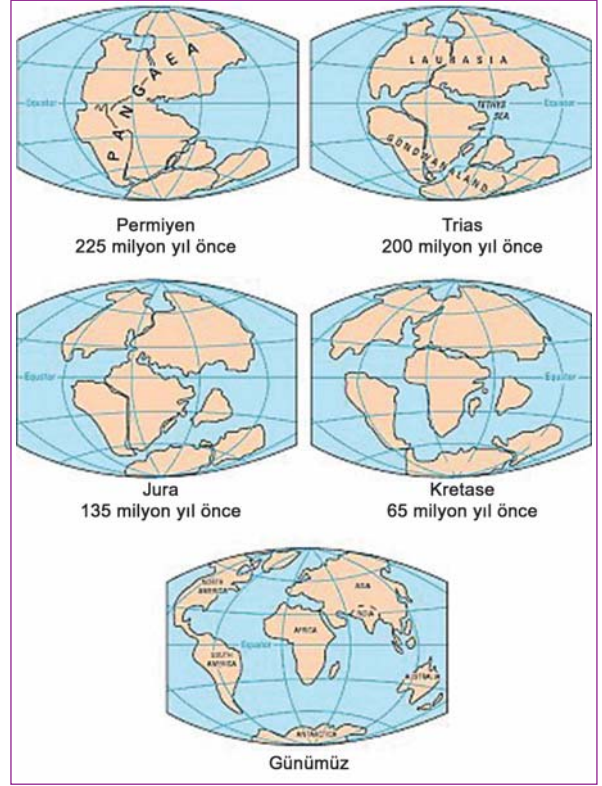 PANGAEA
Equator
Permiyen
225 milyon yıl önce
LAURASIA
TETHYS
SEA
Equator
GONDWANALAND
Trias
200 milyon yıl önce
Equator
Jura
135 milyon yıl önce
Equator
Kretase
65 milyon yıl önce
NORTH
AMERICA
ASIA
INDIA
AFRICA
Equator
SOUTH
AMERICA
AUSTRALIA
ANTARCTICA
Günümüz